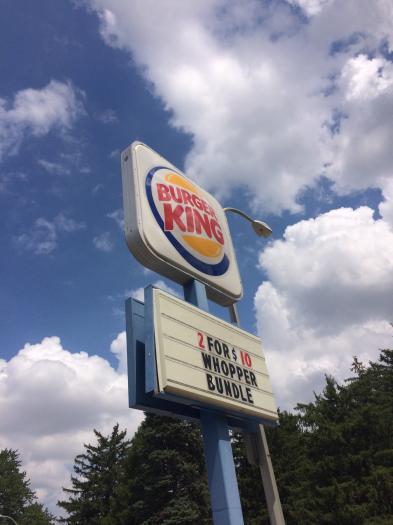 BURGER
KING
2 FOR $ 10
WHOPPER
BUNDLE